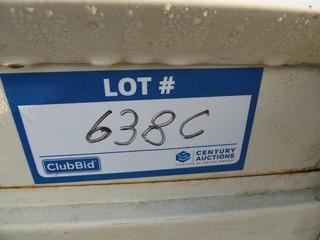 LOT #
638C
ClubBid
CENTURY
AUCTIONS